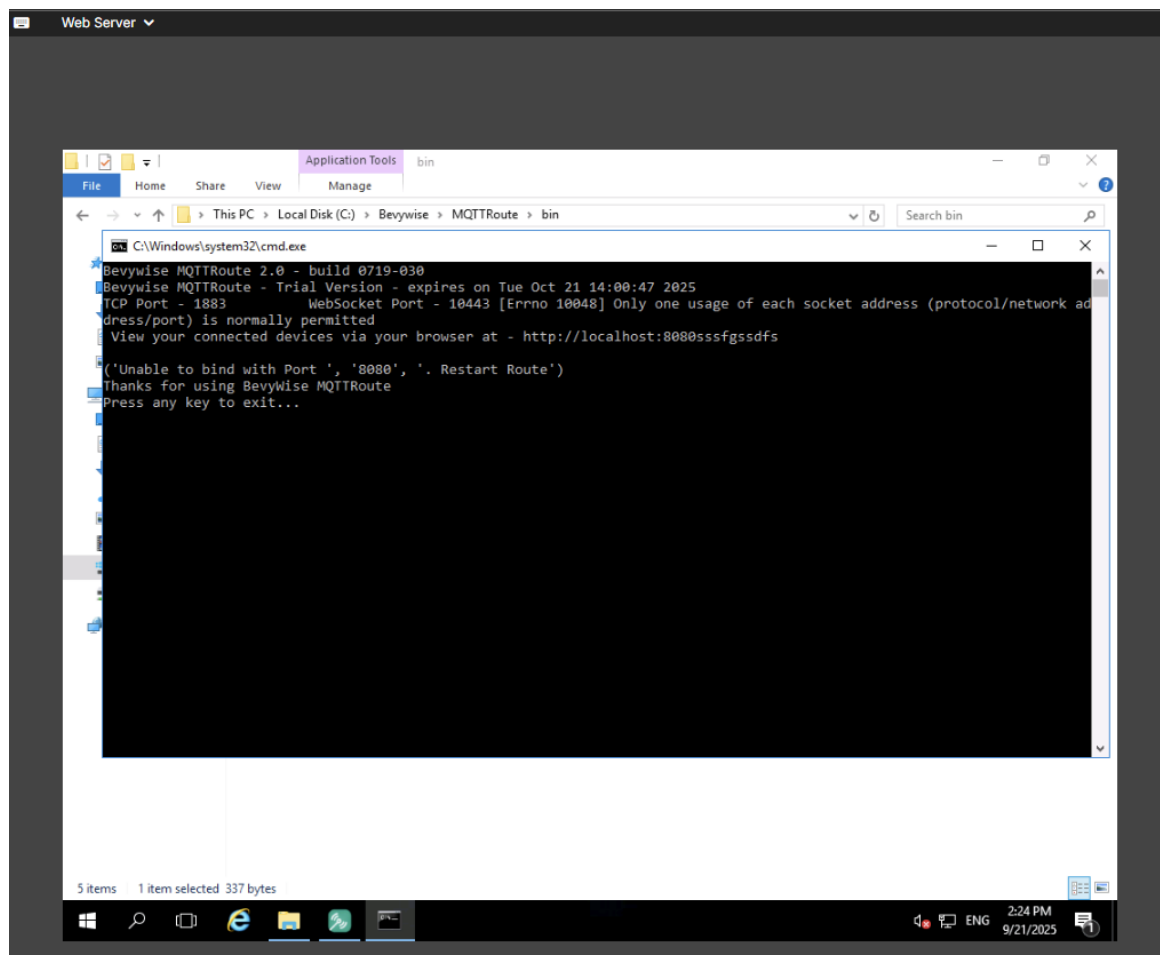 Web Server
Application Tools
bin
File
Home
Share
View
Manage
This PC > Local Disk (C:) > Bevywise > MQTTRoute > bin
Search bin
C:\Windows\system32\cmd.exe
Bevywise MQTTRoute 2.0 - build 0719-030
Bevywise MQTTRoute - Trial Version - expires on Tue Oct 21 14:00:47 2025
TCP Port - 1883         WebSocket Port - 10443 [Errno 10048] Only one usage of each socket address (protocol/network ad
dress/port) is normally permitted
View your connected devices via your browser at - http://localhost:8080sssfgssdfs
('Unable to bind with Port ', '8080', '. Restart Route')
Thanks for using BevyWise MQTTRoute
Press any key to exit...
5 items
1 item selected 337 bytes
ENG
2:24 PM
9/21/2025
1